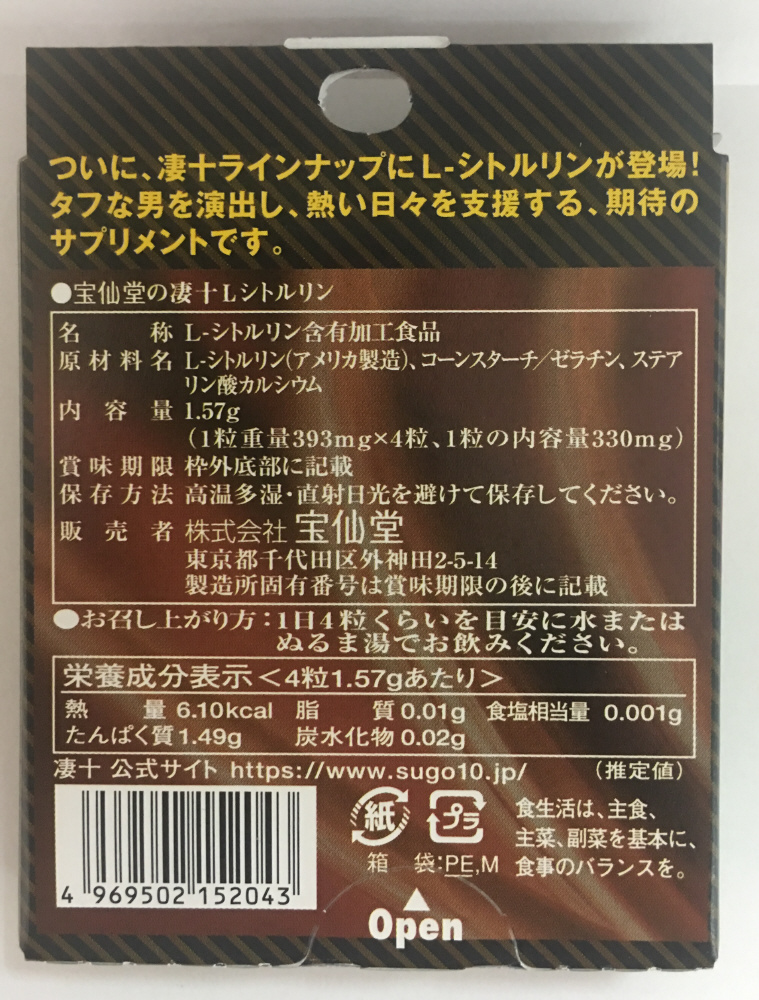 ついに、凄十ラインナップにL-シトルリンが登場!
タフな男を演出し、熱い日々を支援する、期待の
サプリメントです。
●宝仙堂の凄十Lシトルリン
名称 L-シトルリン含有加工食品
原材料名 L-シトルリン(アメリカ製造)、コーンスターチ/ゼラチン、ステア
リン酸カルシウム
内容量 1.57g
(1粒重量393mg×4粒、1粒の内容量330mg)
賞味期限 枠外底部に記載
保存方法 高温多湿・直射日光を避けて保存してください。
販売者 株式会社 宝仙堂
東京都千代田区外神田2-5-14
製造所固有番号は賞味期限の後に記載
●お召し上がり方:1日4粒くらいを目安に水または
ぬるま湯でお飲みください。
栄養成分表示<4粒1.57gあたり>
熱量 6.10kcal 脂質 0.01g 食塩相当量 0.001g
たんぱく質 1.49g 炭水化物 0.02g
凄十 公式サイト https://www.sugo10.jp/ (推定値)
紙 プラ
箱 袋:PE,M
食生活は、主食、
主菜、副菜を基本に、
食事のバランスを。
4 969502 152043
Open